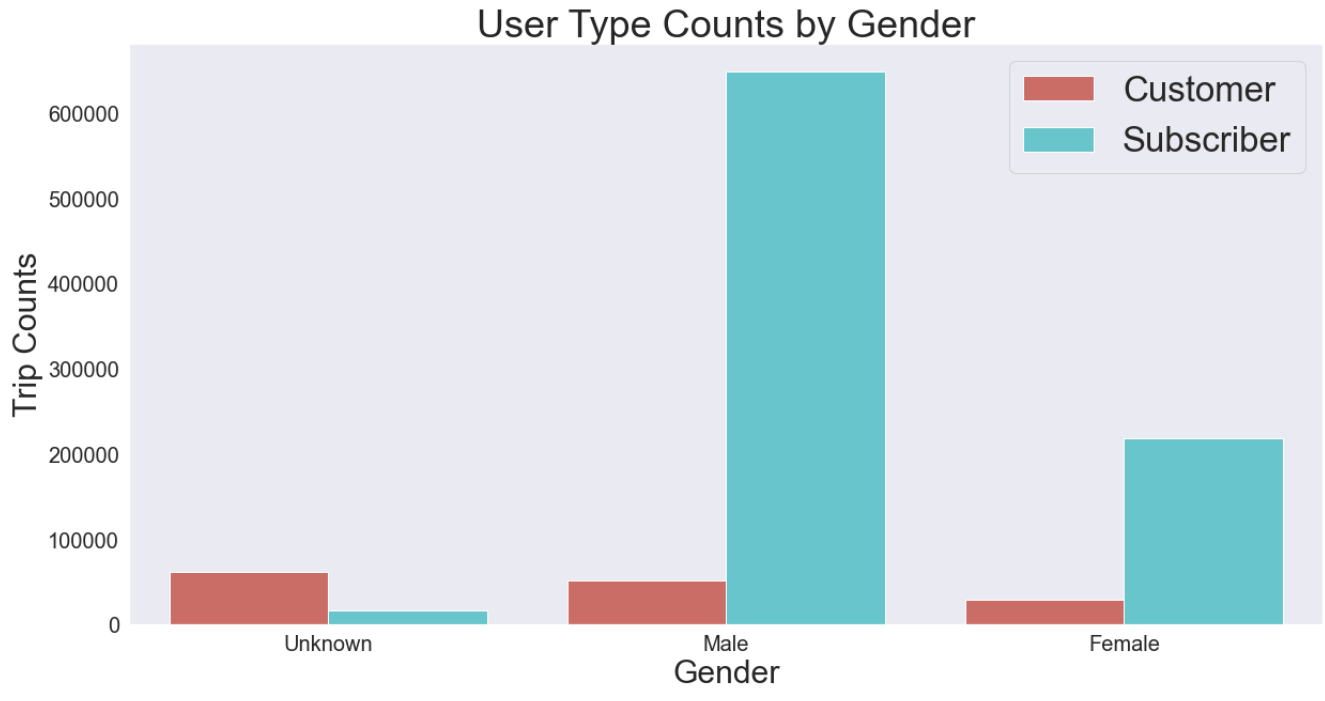 User Type Counts by Gender
Customer
Subscriber
Trip Counts
600000
500000
400000
300000
200000
100000
0
Unknown
Male
Female
Gender